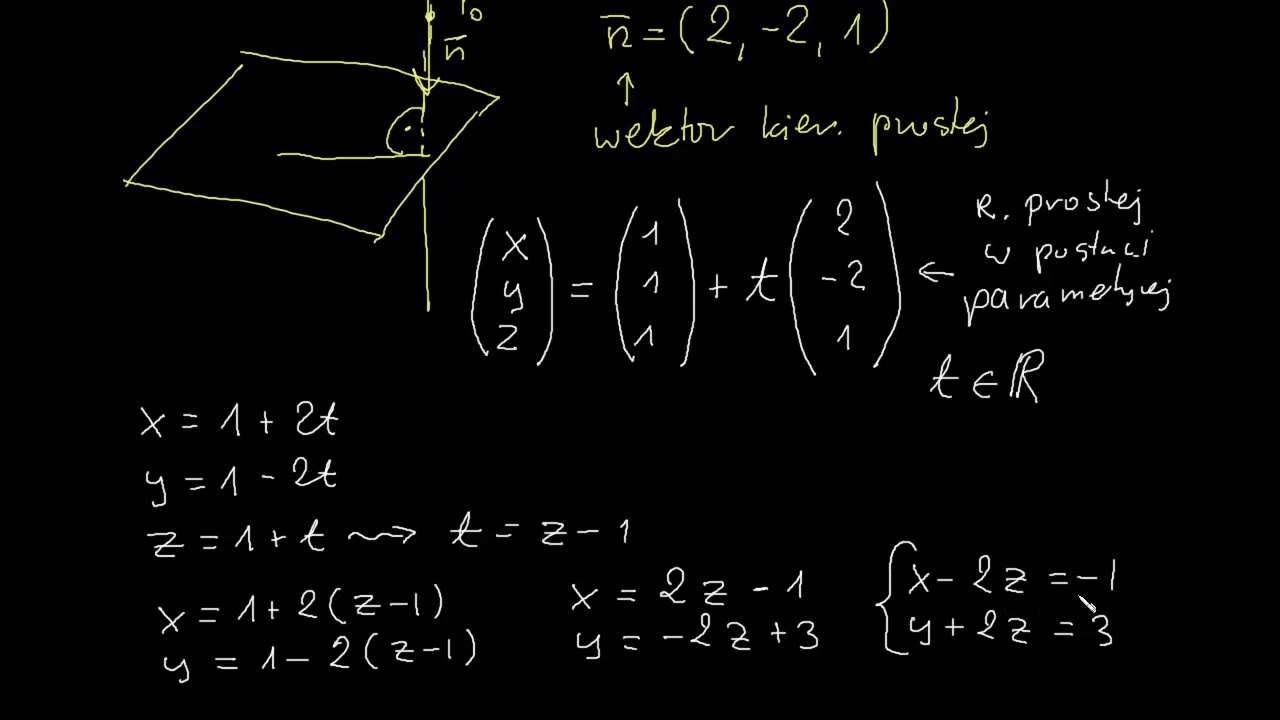 n̄
n̄ = (2, -2, 1)
↑
wektor kier. prostej
(x y z) = (1 1 1) + t (2 -2 1) ←
R. prostej
w postaci
parametrycznej
t ∈ ℝ
x = 1 + 2t
y = 1 - 2t
z = 1 + t ⇝ t = z - 1
x = 1 + 2(z-1)
y = 1 - 2(z-1)
x = 2z - 1
y = -2z + 3
{ x - 2z = -1
y + 2z = 3